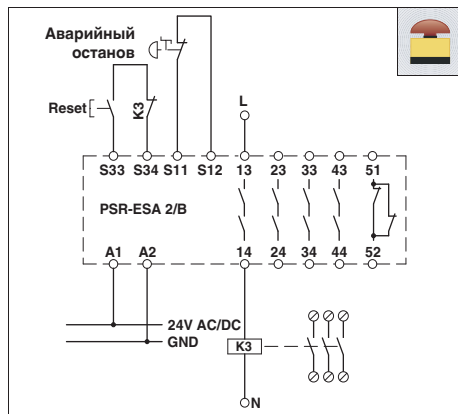 Аварийный
останов
L
Reset
K3
S33 S34 S11 S12 13 23 33 43 51
PSR-ESA 2/B
A1 A2 14 24 34 44 52
24V AC/DC
GND
K3
N